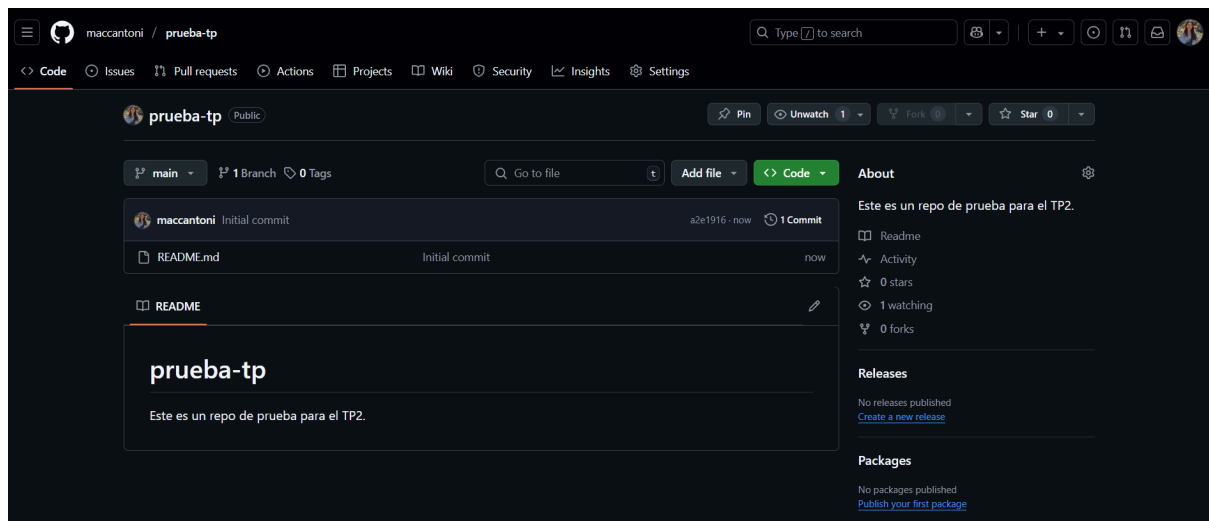 maccantoni / prueba-tp
Type / to search
Code Issues Pull requests Actions Projects Wiki Security Insights Settings
prueba-tp Public
Pin Unwatch 1 Fork 0 Star 0
main 1 Branch 0 Tags
Go to file t
Add file Code
maccantoni Initial commit
a2e1916 · now 1 Commit
README.md Initial commit now
README
prueba-tp
Este es un repo de prueba para el TP2.
About
Este es un repo de prueba para el TP2.
Readme
Activity
0 stars
1 watching
0 forks
Releases
No releases published
Create a new release
Packages
No packages published
Publish your first package